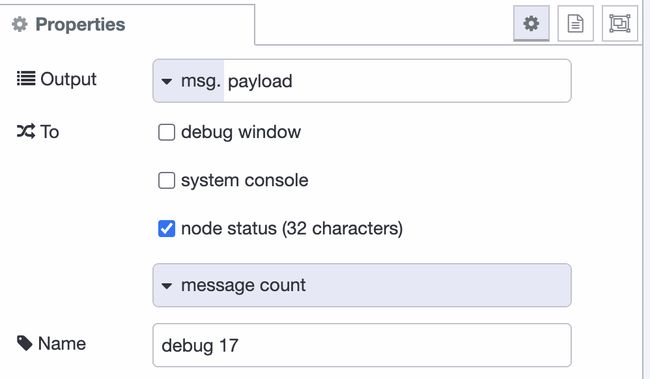 Properties
Output
msg. payload
To
debug window
system console
node status (32 characters)
message count
Name
debug 17